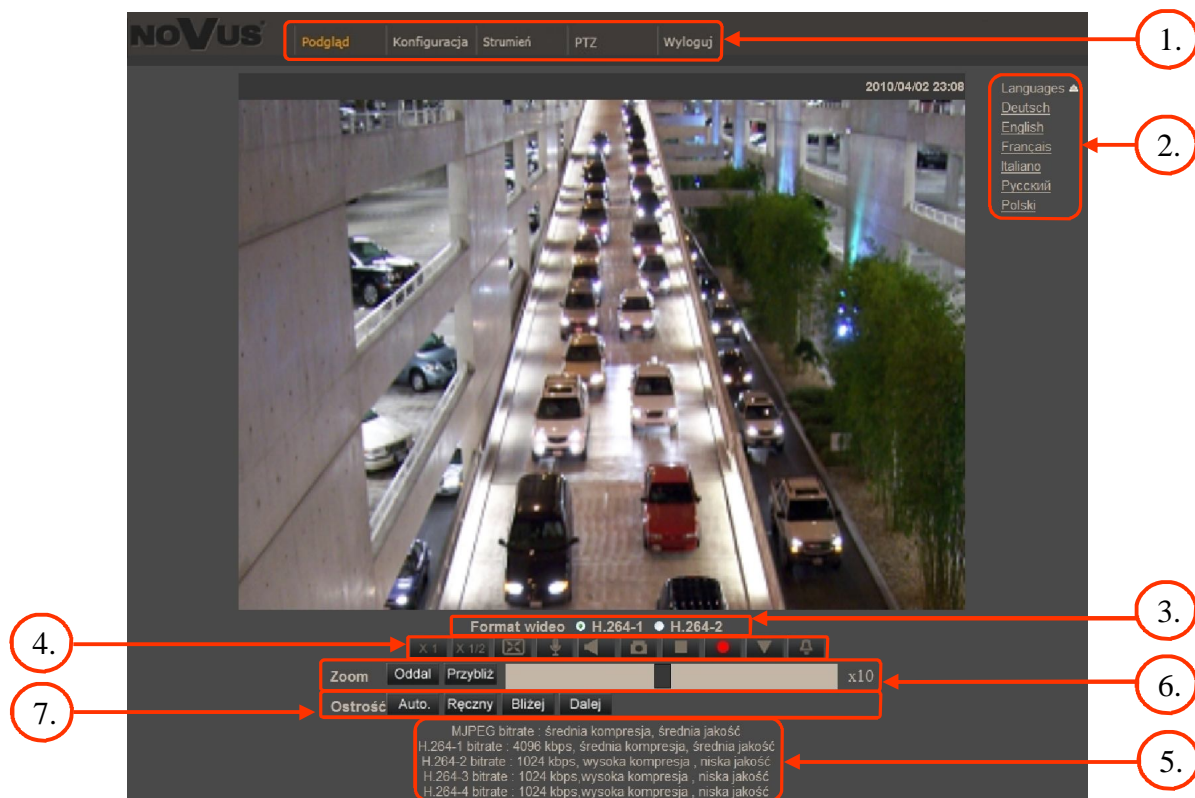 NOVUS
Podgląd Konfiguracja Strumień PTZ Wyloguj
1.
2010/04/02 23:08
Languages
Deutsch
English
Français
Italiano
Русский
Polski
2.
Format wideo H.264-1 H.264-2
3.
4.
X 1 X 1/2
Zoom Oddal Przybliż x10
6.
7.
Ostrość Auto. Ręczny Bliżej Dalej
MJPEG bitrate : średnia kompresja, średnia jakość
H.264-1 bitrate : 4096 kbps, średnia kompresja, średnia jakość
H.264-2 bitrate : 1024 kbps, wysoka kompresja , niska jakość
H.264-3 bitrate : 1024 kbps,wysoka kompresja , niska jakość
H.264-4 bitrate : 1024 kbps,wysoka kompresja , niska jakość
5.